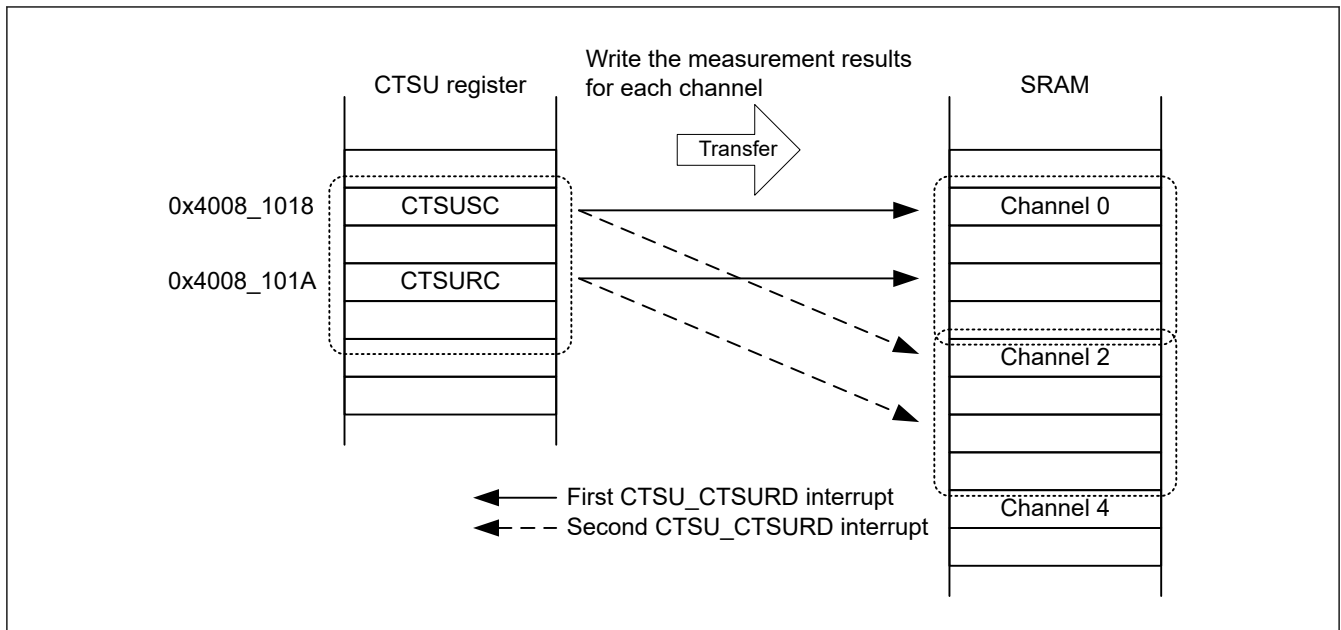 Write the measurement results
for each channel
CTSU register
SRAM
Transfer
0x4008_1018
CTSUSC
Channel 0
0x4008_101A
CTSURC
Channel 2
First CTSU_CTSURD interrupt
Channel 4
Second CTSU_CTSURD interrupt